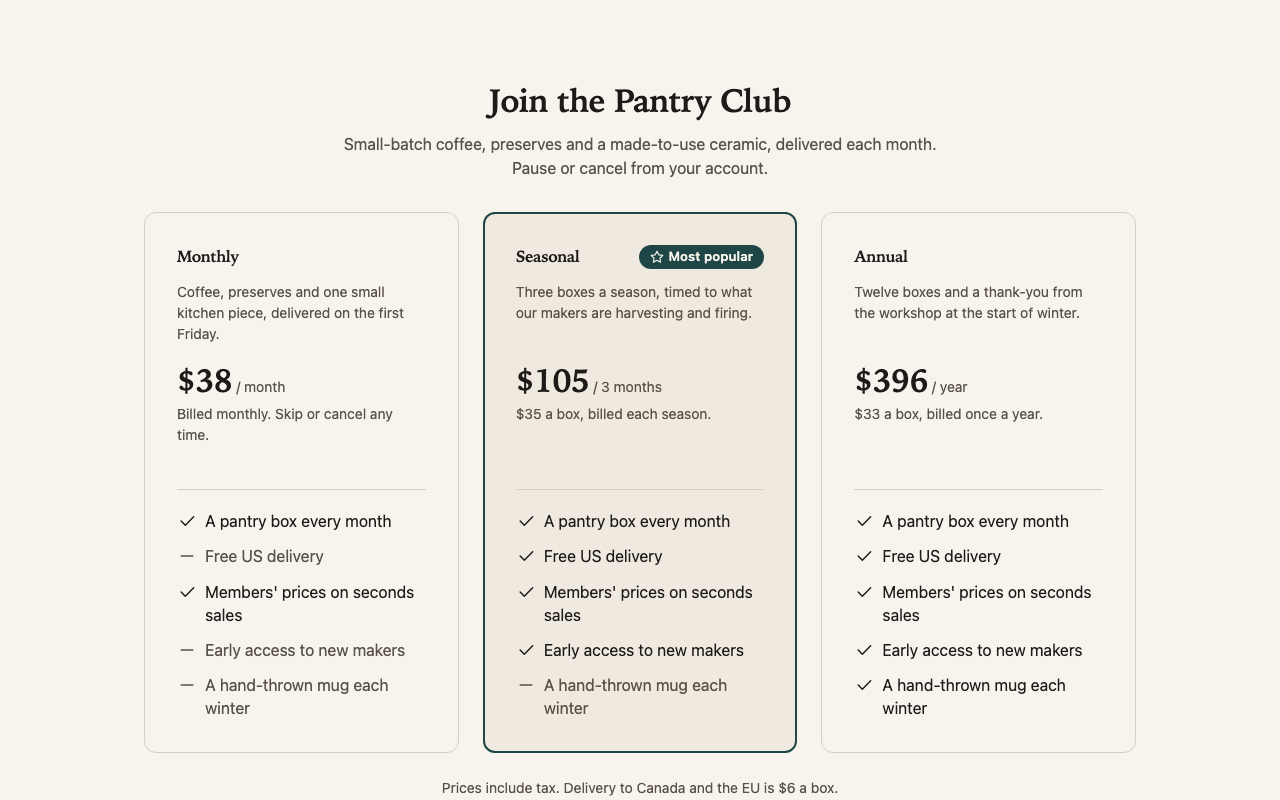 Join the Pantry Club
Small-batch coffee, preserves and a made-to-use ceramic, delivered each month.
Pause or cancel from your account.
Monthly
Coffee, preserves and one small
kitchen piece, delivered on the first
Friday.
$38 / month
Billed monthly. Skip or cancel any
time.
A pantry box every month
Free US delivery
Members' prices on seconds
sales
Early access to new makers
A hand-thrown mug each
winter
Seasonal
Most popular
Three boxes a season, timed to what
our makers are harvesting and firing.
$105 / 3 months
$35 a box, billed each season.
A pantry box every month
Free US delivery
Members' prices on seconds
sales
Early access to new makers
A hand-thrown mug each
winter
Annual
Twelve boxes and a thank-you from
the workshop at the start of winter.
$396 / year
$33 a box, billed once a year.
A pantry box every month
Free US delivery
Members' prices on seconds
sales
Early access to new makers
A hand-thrown mug each
winter
Prices include tax. Delivery to Canada and the EU is $6 a box.